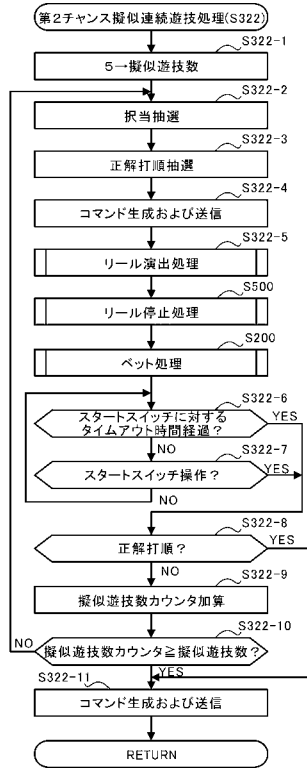 第2チャンス擬似連続遊技処理(S322)
S322-1
5→擬似遊技数
S322-2
択当抽選
S322-3
正解打順抽選
S322-4
コマンド生成および送信
S322-5
リール演出処理
S500
リール停止処理
S200
ベット処理
S322-6
スタートスイッチに対する
タイムアウト時間経過?
YES
NO
S322-7
スタートスイッチ操作?
YES
NO
S322-8
正解打順?
YES
NO
S322-9
擬似遊技数カウンタ加算
S322-10
NO
擬似遊技数カウンタ≧擬似遊技数?
YES
S322-11
コマンド生成および送信
RETURN